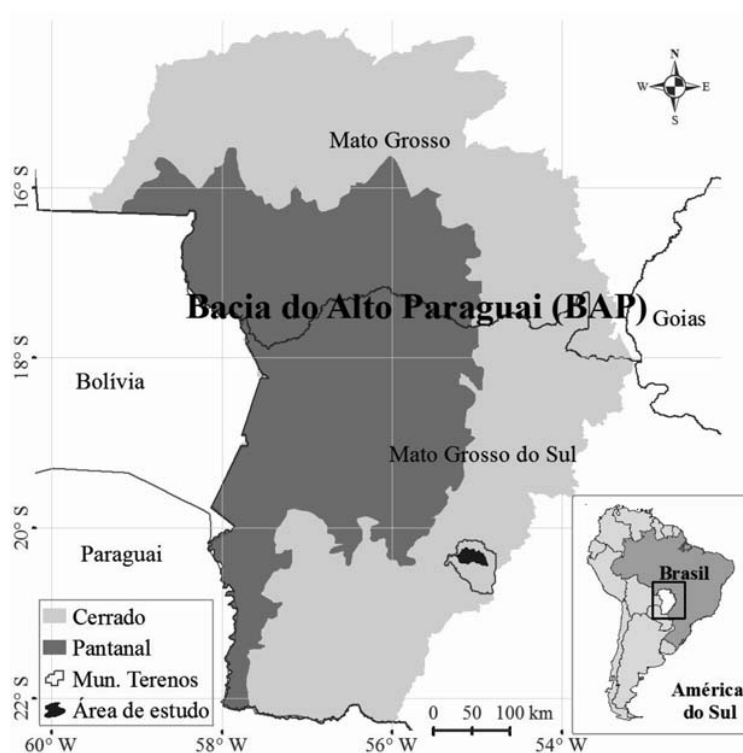 N
W E
S
Mato Grosso
16°S
Bacia do Alto Paraguai (BAP)
Goias
18°S
Bolívia
Mato Grosso do Sul
20°S
Paraguai
Brasil
Cerrado
Pantanal
Mun. Terenos
Área de estudo
América
do Sul
22°S
0 50 100 km
60°W 58°W 56°W 54°W